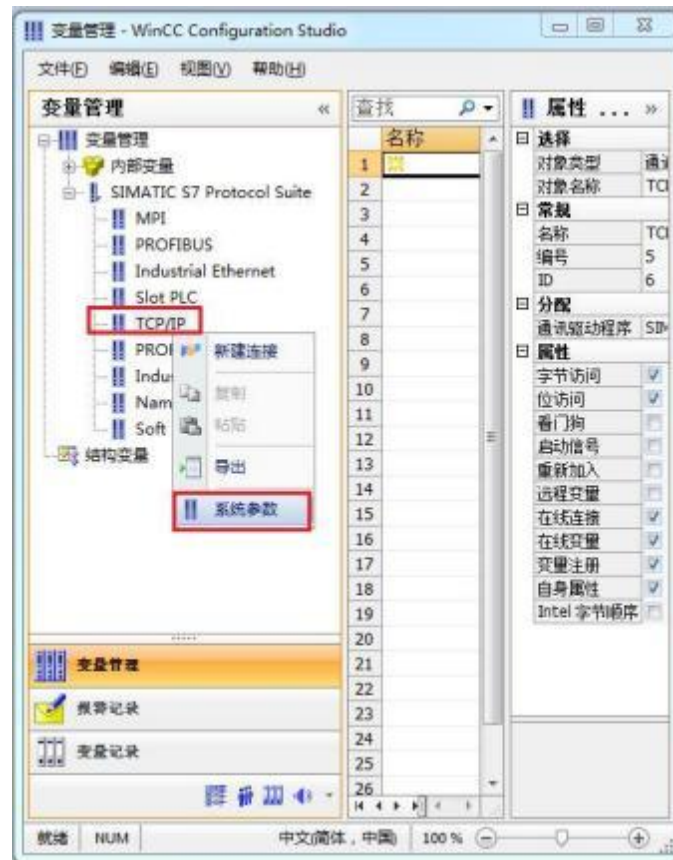 变量管理 - WinCC Configuration Studio
文件(F) 编辑(E) 视图(V) 帮助(H)
变量管理 «
变量管理
内部变量
SIMATIC S7 Protocol Suite
MPI
PROFIBUS
Industrial Ethernet
Slot PLC
TCP/IP
PROF
Indus
Nam
Soft
结构变量
新建连接
复制
粘贴
导出
系统参数
变量管理
报警记录
变量记录
查找
名称
1
2
3
4
5
6
7
8
9
10
11
12
13
14
15
16
17
18
19
20
21
22
23
24
25
26
属性 ... »
选择
对象类型 通讯
对象名称 TCI
常规
名称 TCI
编号 5
ID 6
分配
通讯驱动程序 SIM
属性
字节访问
位访问
看门狗
启动信号
重新加入
远程变量
在线连接
在线变量
变量注册
自身属性
Intel 字节顺序
就绪 NUM 中文(简体，中国) 100 %